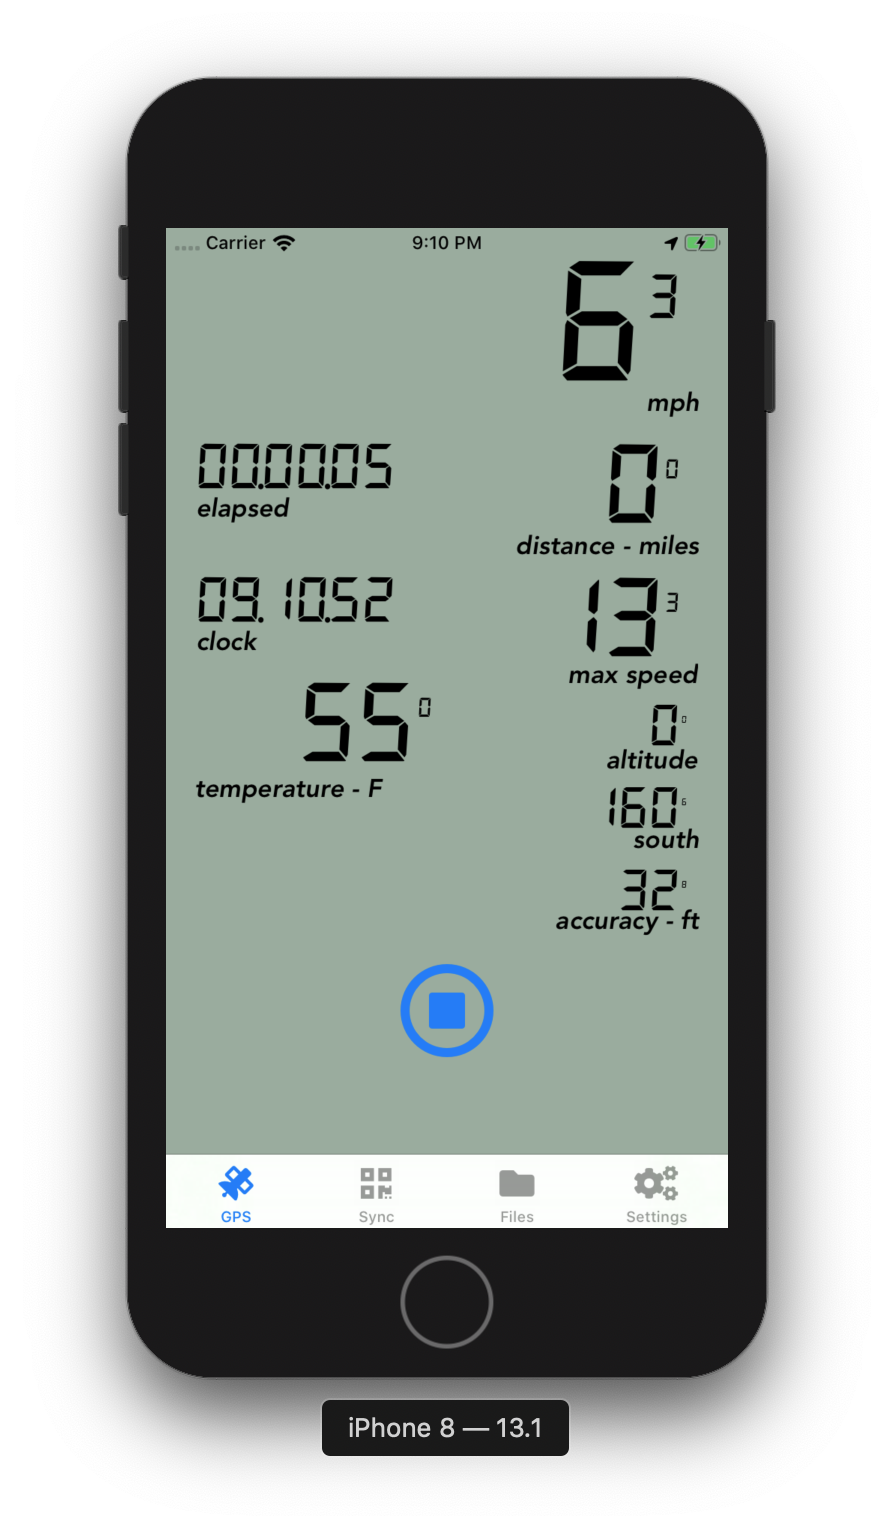 Carrier 9:10 PM
6 3
mph
00.00.05
elapsed
0 0
distance - miles
09.10.52
clock
13 3
max speed
55 0
temperature - F
0 0
altitude
160 6
south
32 8
accuracy - ft
GPS Sync Files Settings
iPhone 8 — 13.1